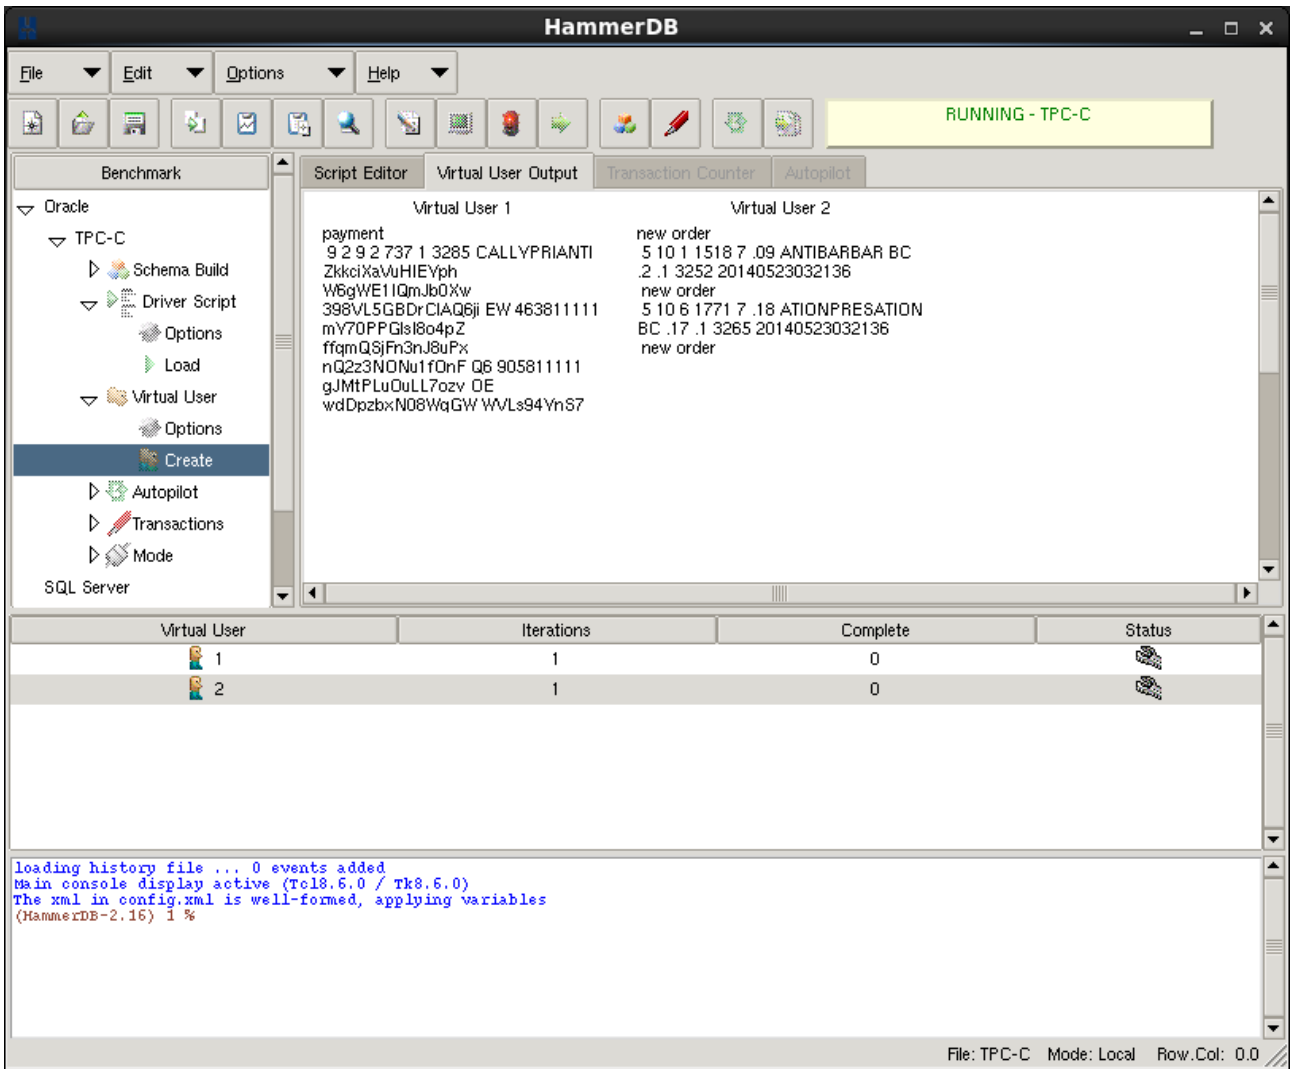 HammerDB
File Edit Options Help
RUNNING - TPC-C
Benchmark
Script Editor Virtual User Output Transaction Counter Autopilot
Oracle
TPC-C
Schema Build
Driver Script
Options
Load
Virtual User
Options
Create
Autopilot
Transactions
Mode
SQL Server
Virtual User 1
payment
9 2 9 2 737 1 3285 CALLYPRIANTI
ZkkciXaVuHIEVph
W6gWE1IQmJb0Xw
398VL5GBDrCIAQ6ji EW 463811111
mY70PPGIsI8o4pZ
ffqmQSjFn3nJ8uPx
nQ2z3NONu1fOnF Q6 905811111
gJMtPLuOuLL7ozv OE
wdDpzbxN08WqGW WVLs94VnS7
Virtual User 2
new order
5 10 1 1518 7 .09 ANTIBARBAR BC
.2 .1 3252 20140523032136
new order
5 10 6 1771 7 .18 ATIONPRESATION
BC .17 .1 3265 20140523032136
new order
Virtual User Iterations Complete Status
1 1 0
2 1 0
loading history file ... 0 events added
Main console display active (Tcl8.6.0 / Tk8.6.0)
The xml in config.xml is well-formed, applying variables
(HammerDB-2.16) 1 %
File: TPC-C Mode: Local Row.Col: 0.0